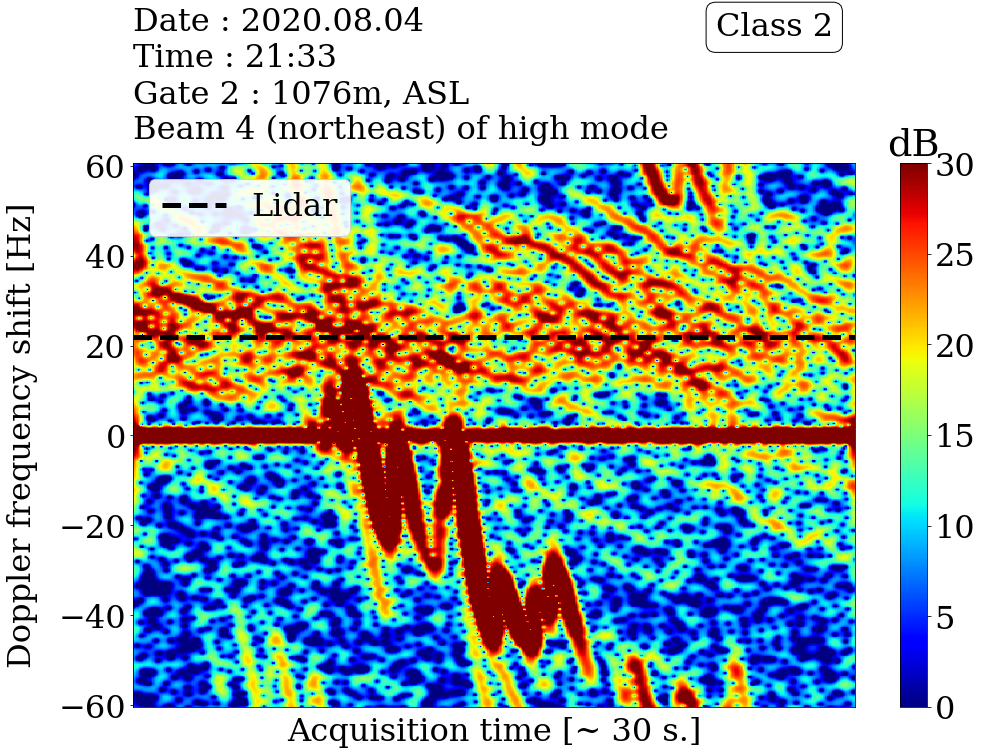 Date : 2020.08.04
Time : 21:33
Gate 2 : 1076m, ASL
Beam 4 (northeast) of high mode
Class 2
dB
Lidar
Doppler frequency shift [Hz]
60
40
20
0
−20
−40
−60
30
25
20
15
10
5
0
Acquisition time [~ 30 s.]